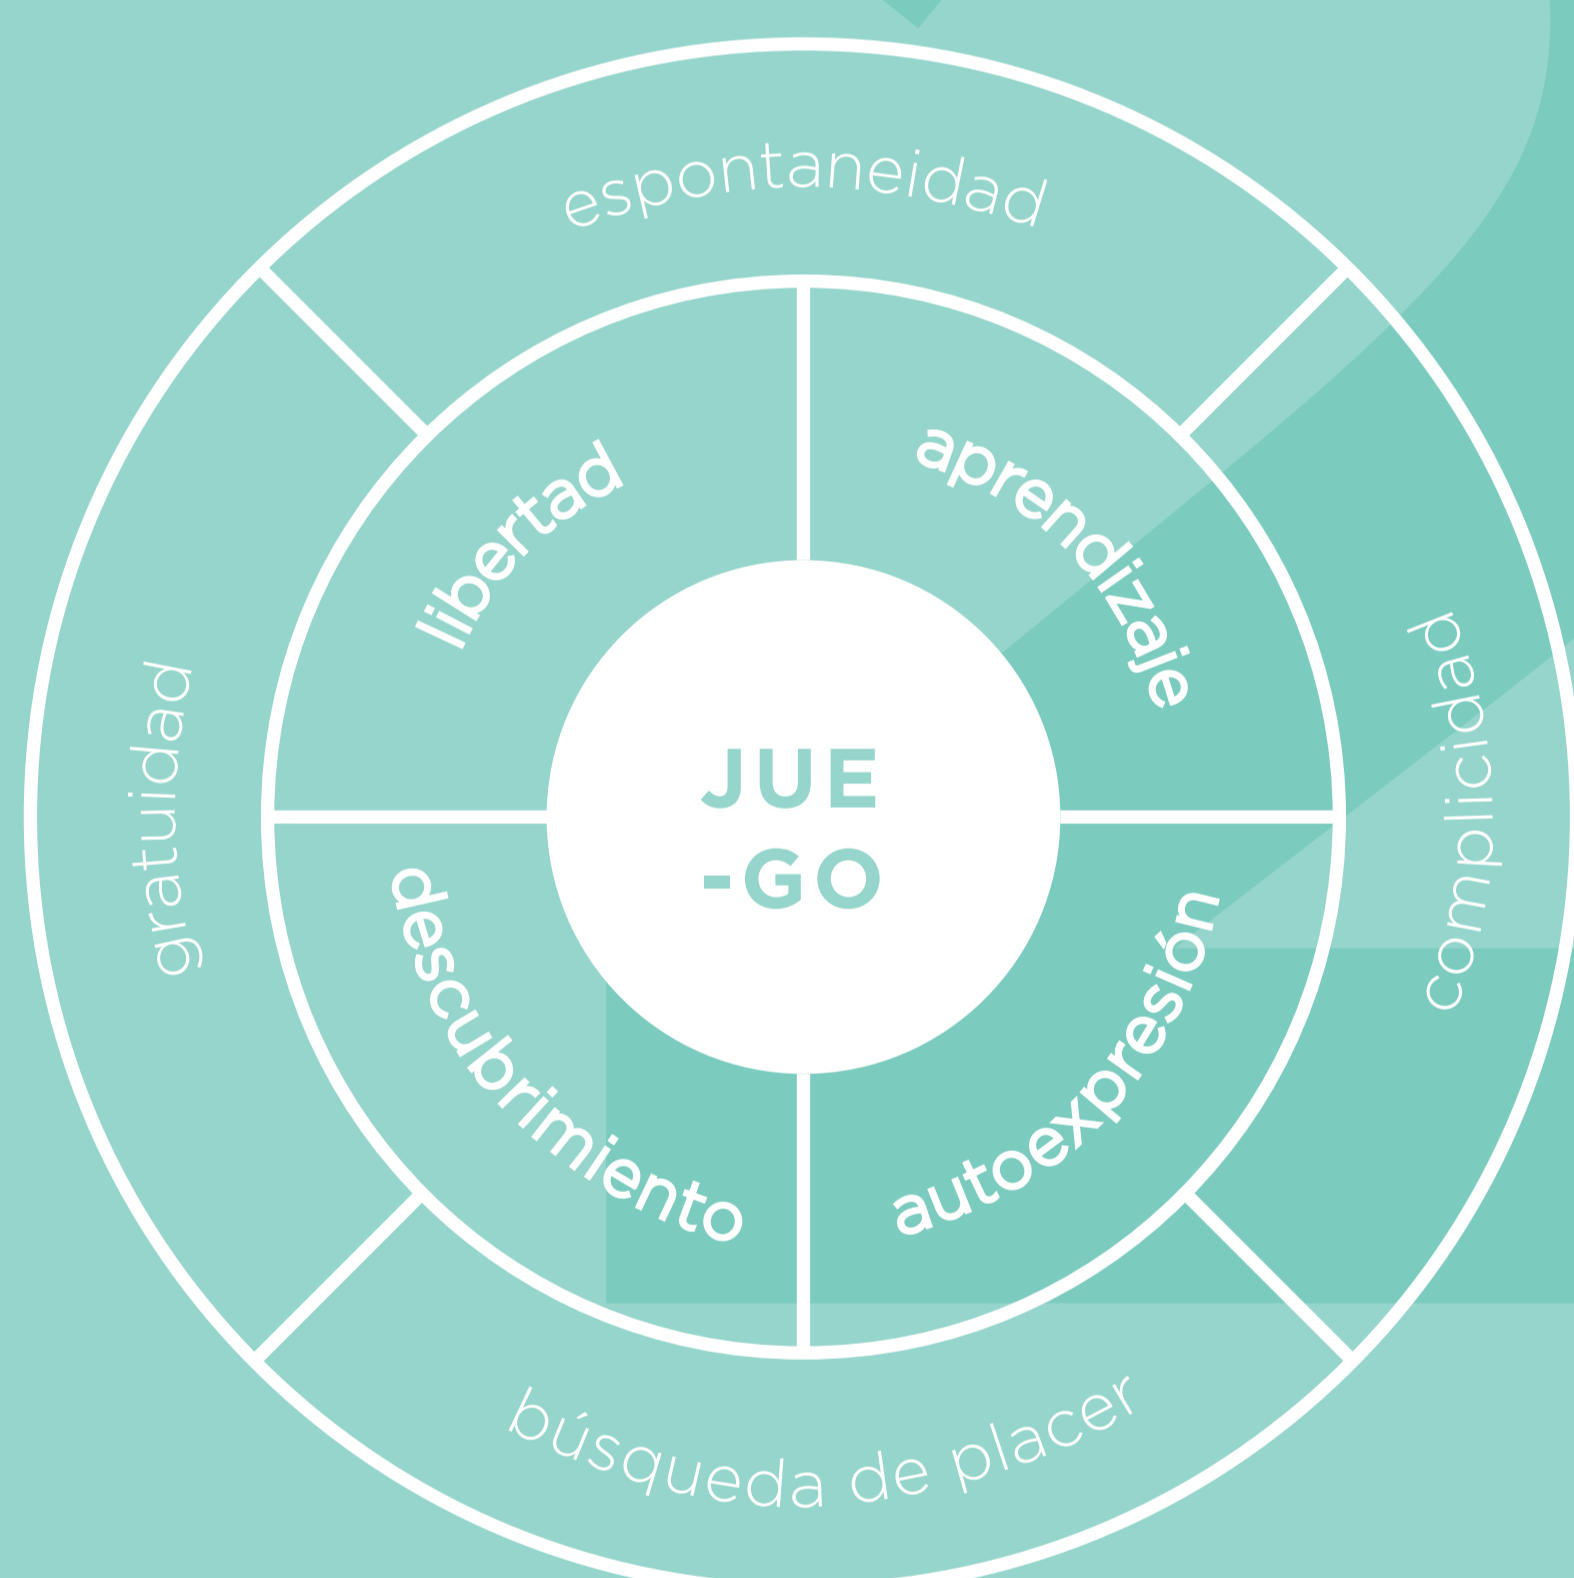 espontaneidad
libertad
aprendizaje
gratuidad
JUE
-GO
complicidad
descubrimiento
autoexpresión
búsqueda de placer